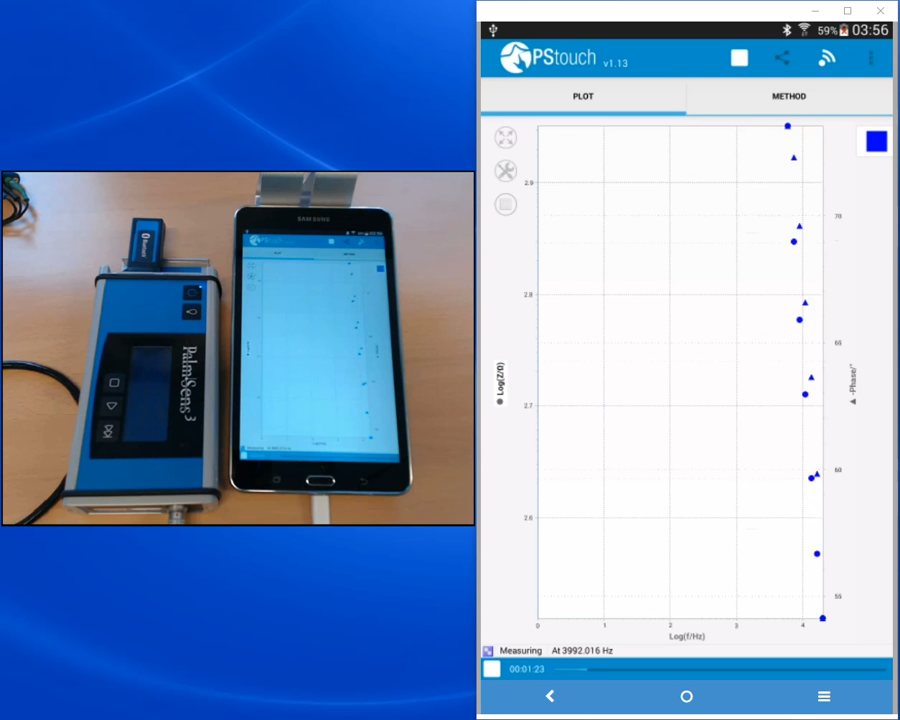 59% 03:56
PStouch v1.13
PLOT METHOD
2.9
2.8
2.7
2.6
70
65
60
55
Log(Z/Ω)
-Phase/°
0 1 2 3 4
Log(f/Hz)
Measuring At 3992.016 Hz
00:01:23
SAMSUNG
PStouch
Bluetooth
PalmSens3